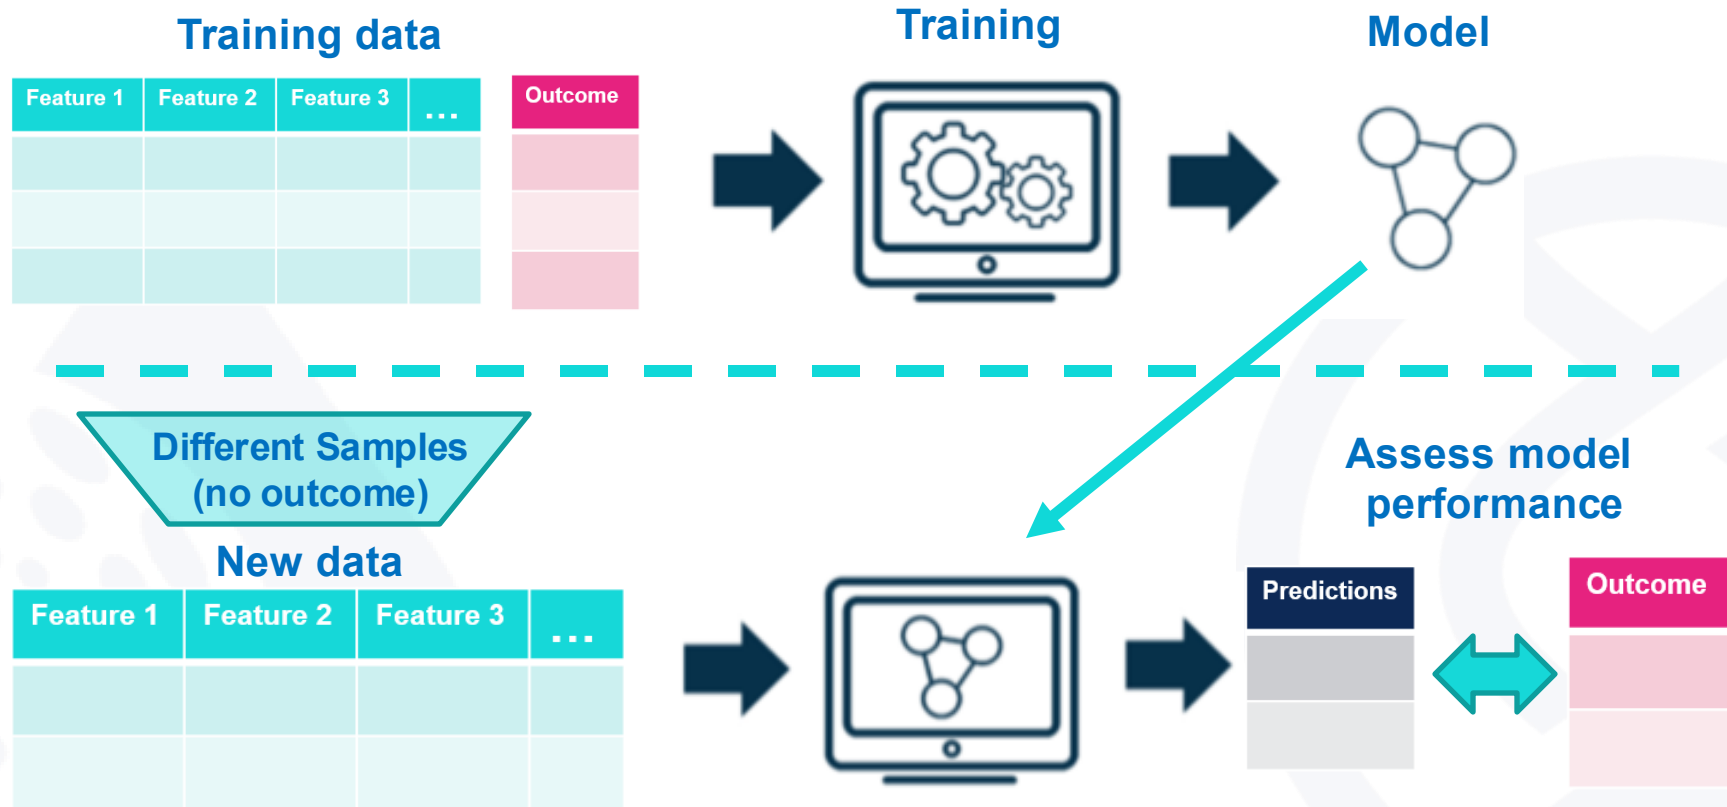 Training data
Training
Model
Feature 1 Feature 2 Feature 3 ...
Outcome
Different Samples
(no outcome)
Assess model
performance
New data
Feature 1 Feature 2 Feature 3 ...
Predictions
Outcome